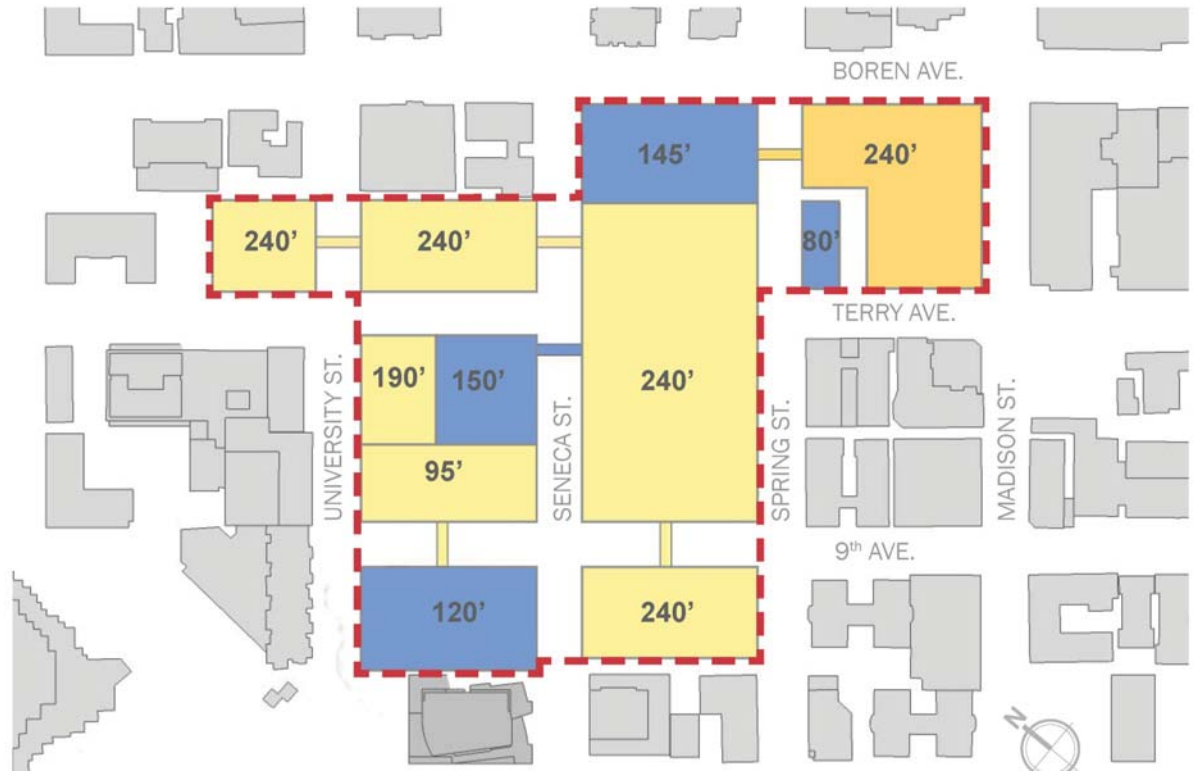 BOREN AVE.
145’
240’
240’
240’
80’
TERRY AVE.
UNIVERSITY ST.
190’
150’
SENECA ST.
240’
SPRING ST.
MADISON ST.
95’
9th AVE.
120’
240’
N